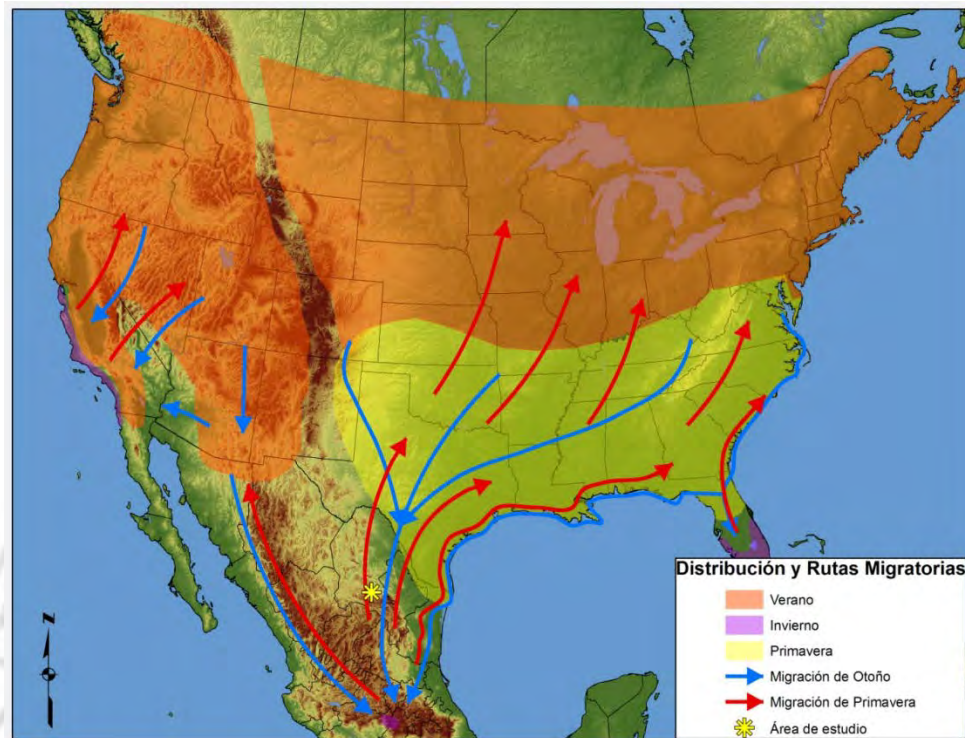 Distribución y Rutas Migratorias
Verano
Invierno
Primavera
Migración de Otoño
Migración de Primavera
Área de estudio
N